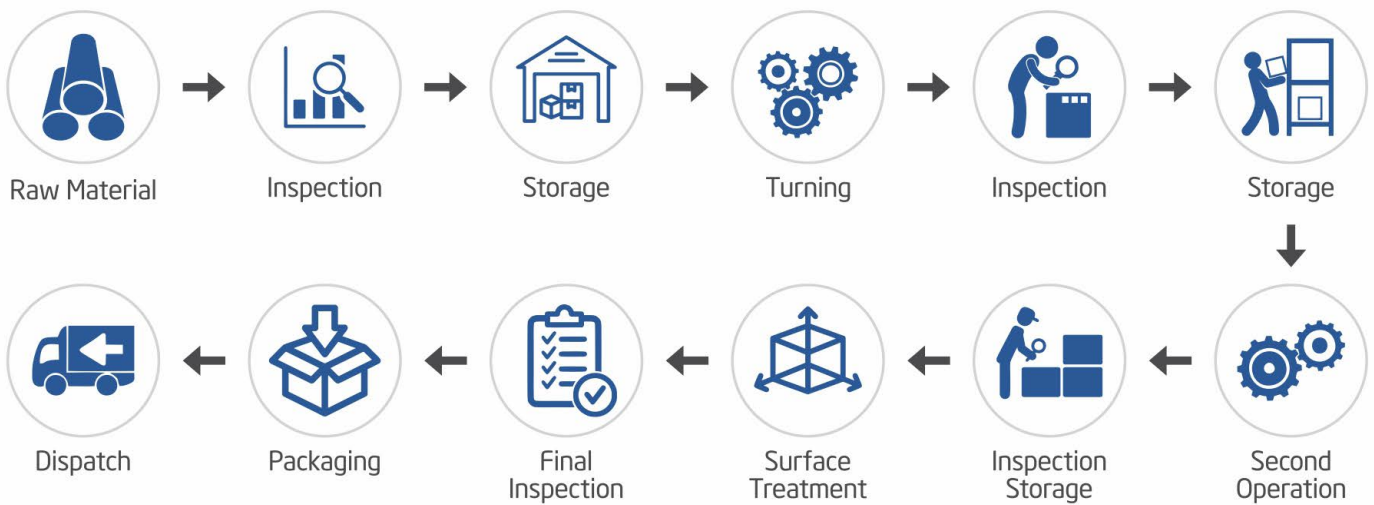 Raw Material
Inspection
Storage
Turning
Inspection
Storage
Dispatch
Packaging
Final
Inspection
Surface
Treatment
Inspection
Storage
Second
Operation